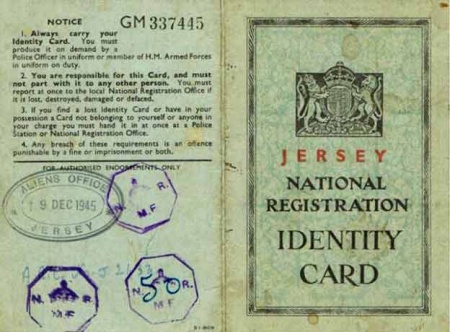 NOTICE
GM 337445
1. Always carry your
Identity Card. You must
produce it on demand by a
Police Officer in uniform or member of H.M. Armed Forces
in uniform on duty.
2. You are responsible for this Card, and must
not part with it to any other person. You must
report at once to the local National Registration Office if
it is lost, destroyed, damaged or defaced.
3. If you find a lost Identity Card or have in your
possession a Card not belonging to yourself or anyone in
your charge you must hand it in at once at a Police
Station or National Registration Office.
4. Any breach of these requirements is an offence
punishable by a fine or imprisonment or both.
FOR AUTHORISED ENDORSEMENTS ONLY
ALIENS OFFICE
19 DEC 1945
JERSEY
R.
M.F
N. R.
M F
N. R.
50
M F
JERSEY
NATIONAL
REGISTRATION
IDENTITY
CARD